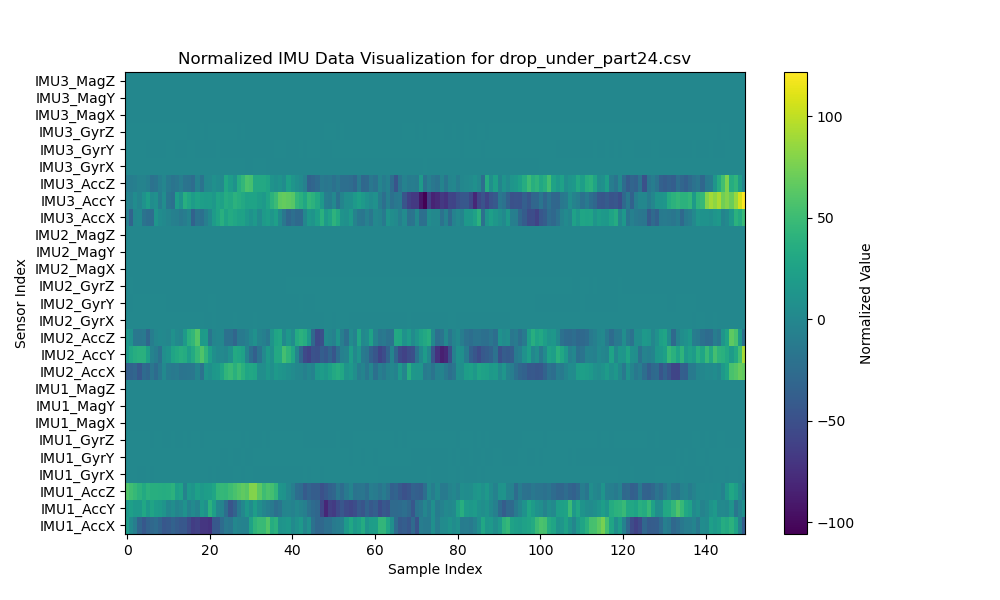 Normalized IMU Data Visualization for drop_under_part24.csv
IMU3_MagZ
IMU3_MagY
IMU3_MagX
IMU3_GyrZ
IMU3_GyrY
IMU3_GyrX
IMU3_AccZ
IMU3_AccY
IMU3_AccX
IMU2_MagZ
IMU2_MagY
IMU2_MagX
IMU2_GyrZ
IMU2_GyrY
IMU2_GyrX
IMU2_AccZ
IMU2_AccY
IMU2_AccX
IMU1_MagZ
IMU1_MagY
IMU1_MagX
IMU1_GyrZ
IMU1_GyrY
IMU1_GyrX
IMU1_AccZ
IMU1_AccY
IMU1_AccX
Sensor Index
0 20 40 60 80 100 120 140
Sample Index
100
50
0
−50
−100
Normalized Value